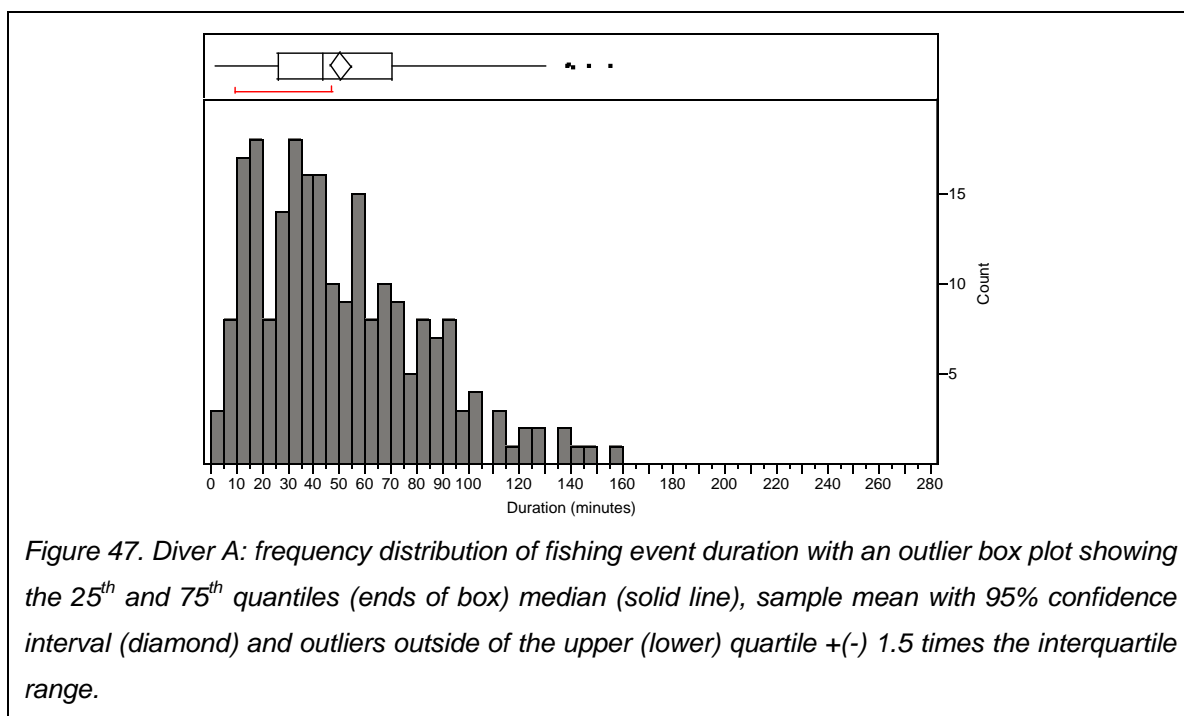 15
10
5
Count
0 10 20 30 40 50 60 70 80 90 100 120 140 160 180 200 220 240 260 280
Duration (minutes)
Figure 47. Diver A: frequency distribution of fishing event duration with an outlier box plot showing
the 25th and 75th quantiles (ends of box) median (solid line), sample mean with 95% confidence
interval (diamond) and outliers outside of the upper (lower) quartile +(-) 1.5 times the interquartile
range.